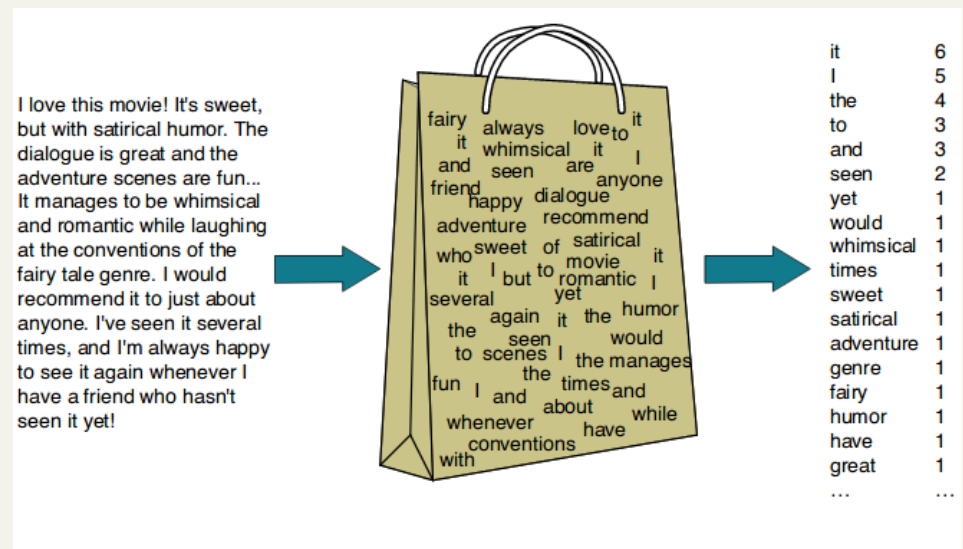 I love this movie! It's sweet,
but with satirical humor. The
dialogue is great and the
adventure scenes are fun...
It manages to be whimsical
and romantic while laughing
at the conventions of the
fairy tale genre. I would
recommend it to just about
anyone. I've seen it several
times, and I'm always happy
to see it again whenever I
have a friend who hasn't
seen it yet!
fairy always love to it
it whimsical it I
and seen are anyone
friend happy dialogue
adventure recommend
who sweet of satirical
it I but to movie it
romantic I
several yet
again it the humor
the seen would
to scenes I the manages
fun I and the times and
about while
whenever have
conventions
with
it 6
I 5
the 4
to 3
and 3
seen 2
yet 1
would 1
whimsical 1
times 1
sweet 1
satirical 1
adventure 1
genre 1
fairy 1
humor 1
have 1
great 1
... ...